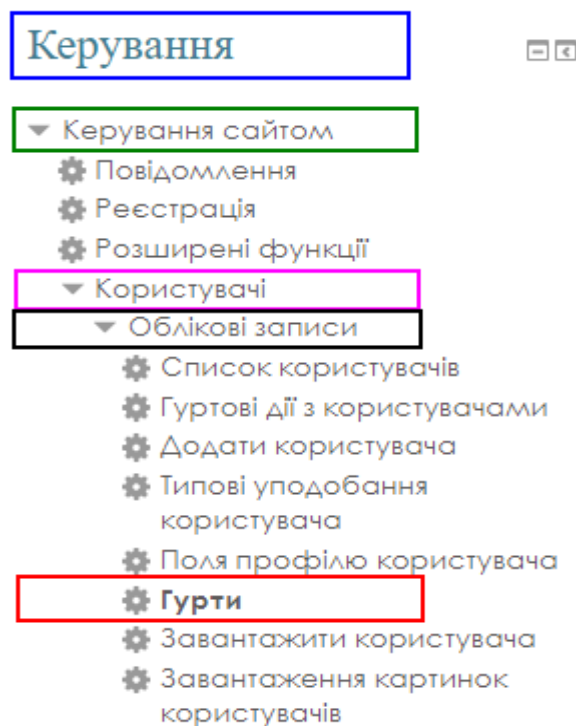 Керування
Керування сайтом
Повідомлення
Реєстрація
Розширені функції
Користувачі
Облікові записи
Список користувачів
Гуртові дії з користувачами
Додати користувача
Типові уподобання
користувача
Поля профілю користувача
Гурти
Завантажити користувача
Завантаження картинок
користувачів